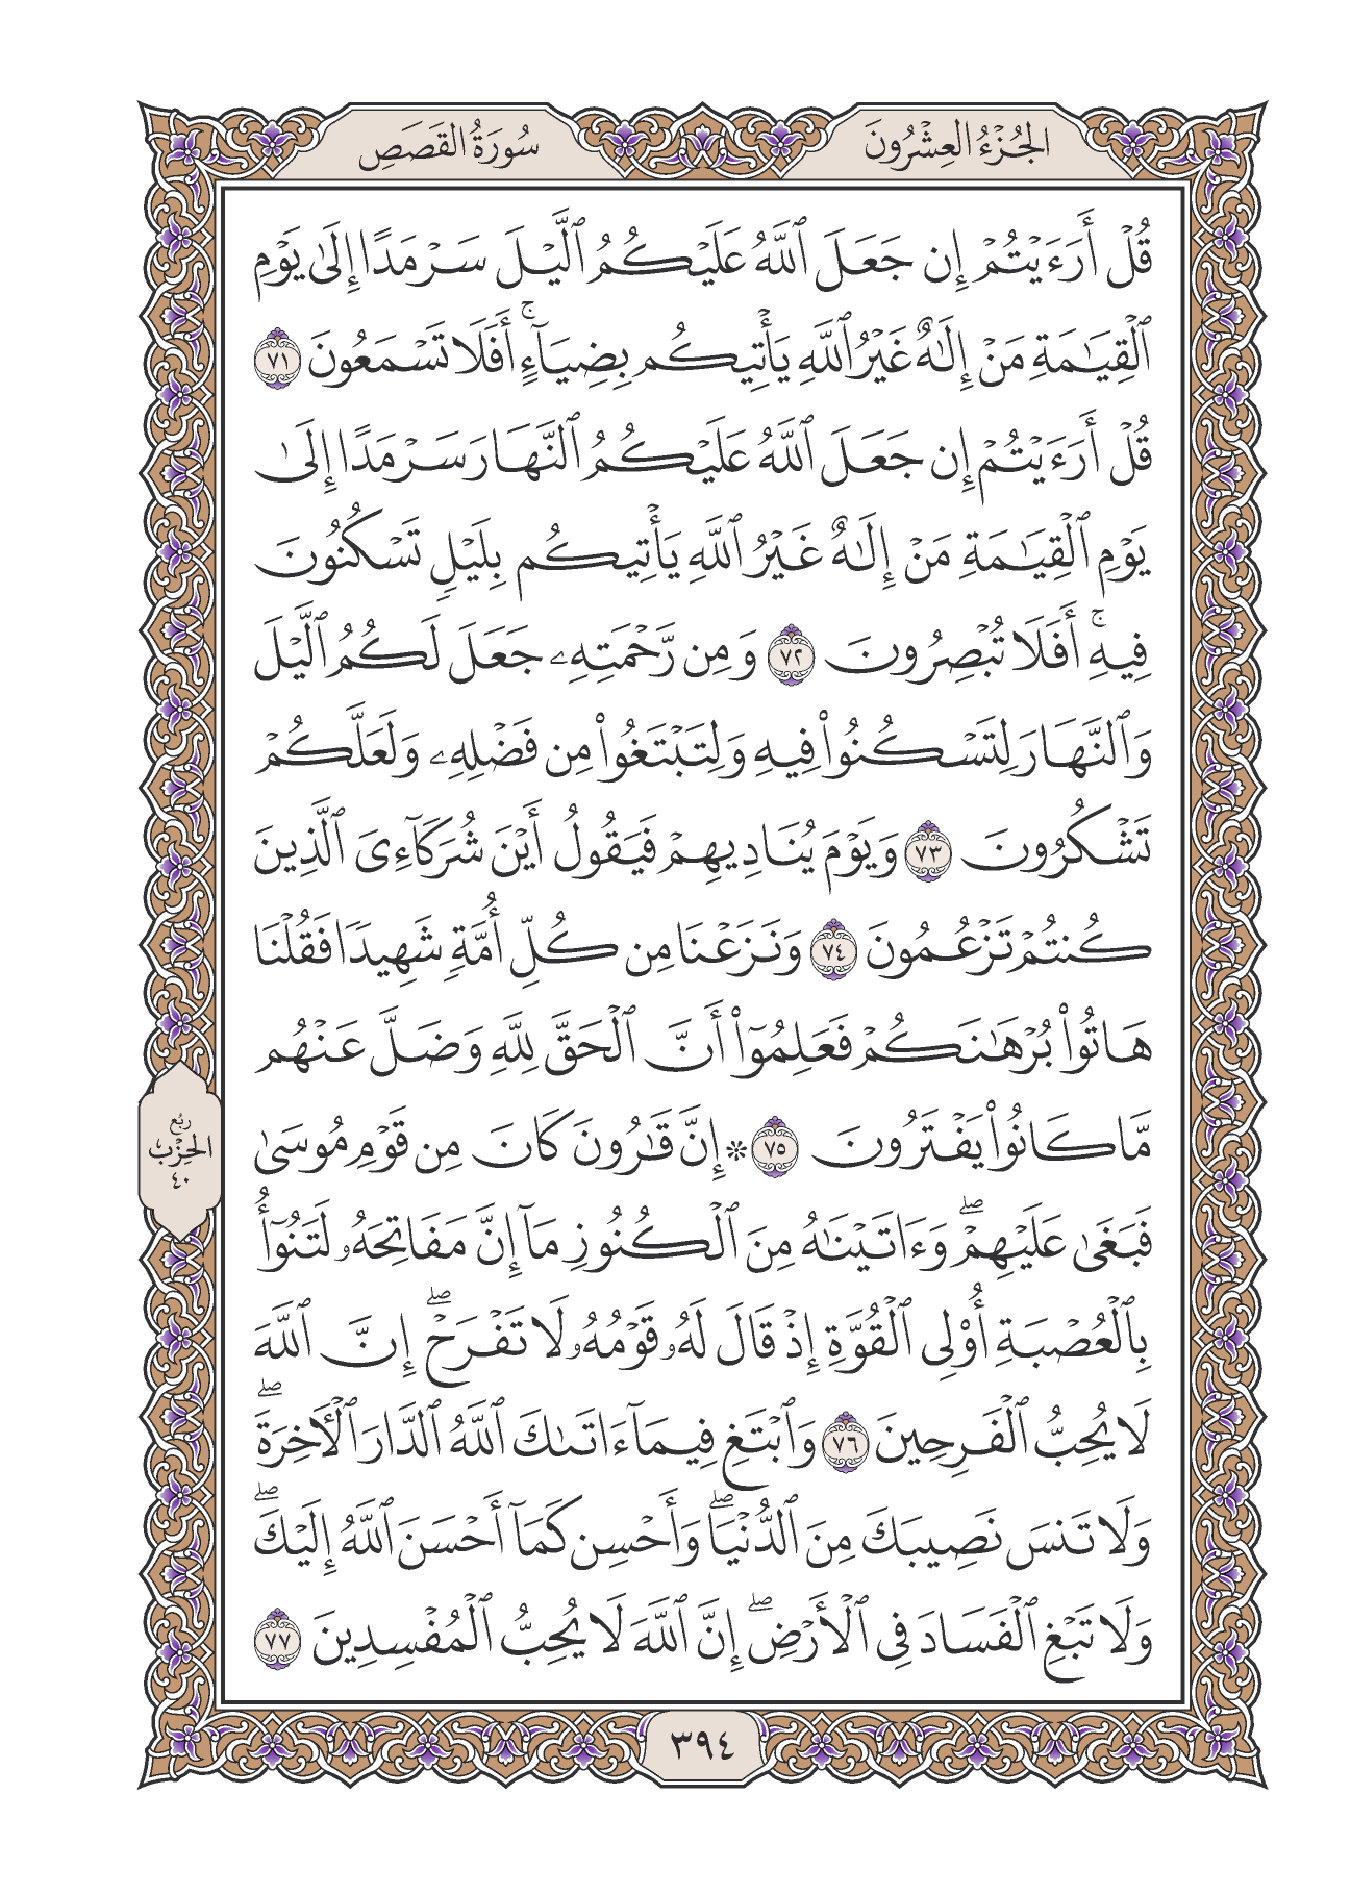 الجُزْءُ العِشْرُونَ
سُورَةُ القَصَصِ
قُلْ أَرَءَيْتُمْ إِن جَعَلَ ٱللَّهُ عَلَيْكُمُ ٱلَّيْلَ سَرْمَدًا إِلَىٰ يَوْمِ
ٱلْقِيَـٰمَةِ مَنْ إِلَـٰهٌ غَيْرُ ٱللَّهِ يَأْتِيكُم بِضِيَآءٍ ۚ أَفَلَا تَسْمَعُونَ ٧١
قُلْ أَرَءَيْتُمْ إِن جَعَلَ ٱللَّهُ عَلَيْكُمُ ٱلنَّهَارَ سَرْمَدًا إِلَىٰ
يَوْمِ ٱلْقِيَـٰمَةِ مَنْ إِلَـٰهٌ غَيْرُ ٱللَّهِ يَأْتِيكُم بِلَيْلٍ تَسْكُنُونَ
فِيهِ ۚ أَفَلَا تُبْصِرُونَ ٧٢ وَمِن رَّحْمَتِهِۦ جَعَلَ لَكُمُ ٱلَّيْلَ
وَٱلنَّهَارَ لِتَسْكُنُوا۟ فِيهِ وَلِتَبْتَغُوا۟ مِن فَضْلِهِۦ وَلَعَلَّكُمْ
تَشْكُرُونَ ٧٣ وَيَوْمَ يُنَادِيهِمْ فَيَقُولُ أَيْنَ شُرَكَآءِىَ ٱلَّذِينَ
كُنتُمْ تَزْعُمُونَ ٧٤ وَنَزَعْنَا مِن كُلِّ أُمَّةٍ شَهِيدًا فَقُلْنَا
هَاتُوا۟ بُرْهَـٰنَكُمْ فَعَلِمُوٓا۟ أَنَّ ٱلْحَقَّ لِلَّهِ وَضَلَّ عَنْهُم
مَّا كَانُوا۟ يَفْتَرُونَ ٧٥ ۞ إِنَّ قَـٰرُونَ كَانَ مِن قَوْمِ مُوسَىٰ
فَبَغَىٰ عَلَيْهِمْ ۖ وَءَاتَيْنَـٰهُ مِنَ ٱلْكُنُوزِ مَآ إِنَّ مَفَاتِحَهُۥ لَتَنُوٓأُ
بِٱلْعُصْبَةِ أُو۟لِى ٱلْقُوَّةِ إِذْ قَالَ لَهُۥ قَوْمُهُۥ لَا تَفْرَحْ ۖ إِنَّ ٱللَّهَ
لَا يُحِبُّ ٱلْفَرِحِينَ ٧٦ وَٱبْتَغِ فِيمَآ ءَاتَىٰكَ ٱللَّهُ ٱلدَّارَ ٱلْـَٔاخِرَةَ ۖ
وَلَا تَنسَ نَصِيبَكَ مِنَ ٱلدُّنْيَا ۖ وَأَحْسِن كَمَآ أَحْسَنَ ٱللَّهُ إِلَيْكَ ۖ
وَلَا تَبْغِ ٱلْفَسَادَ فِى ٱلْأَرْضِ ۖ إِنَّ ٱللَّهَ لَا يُحِبُّ ٱلْمُفْسِدِينَ ٧٧
رُبُع
الحِزْب
٤٠
٣٩٤